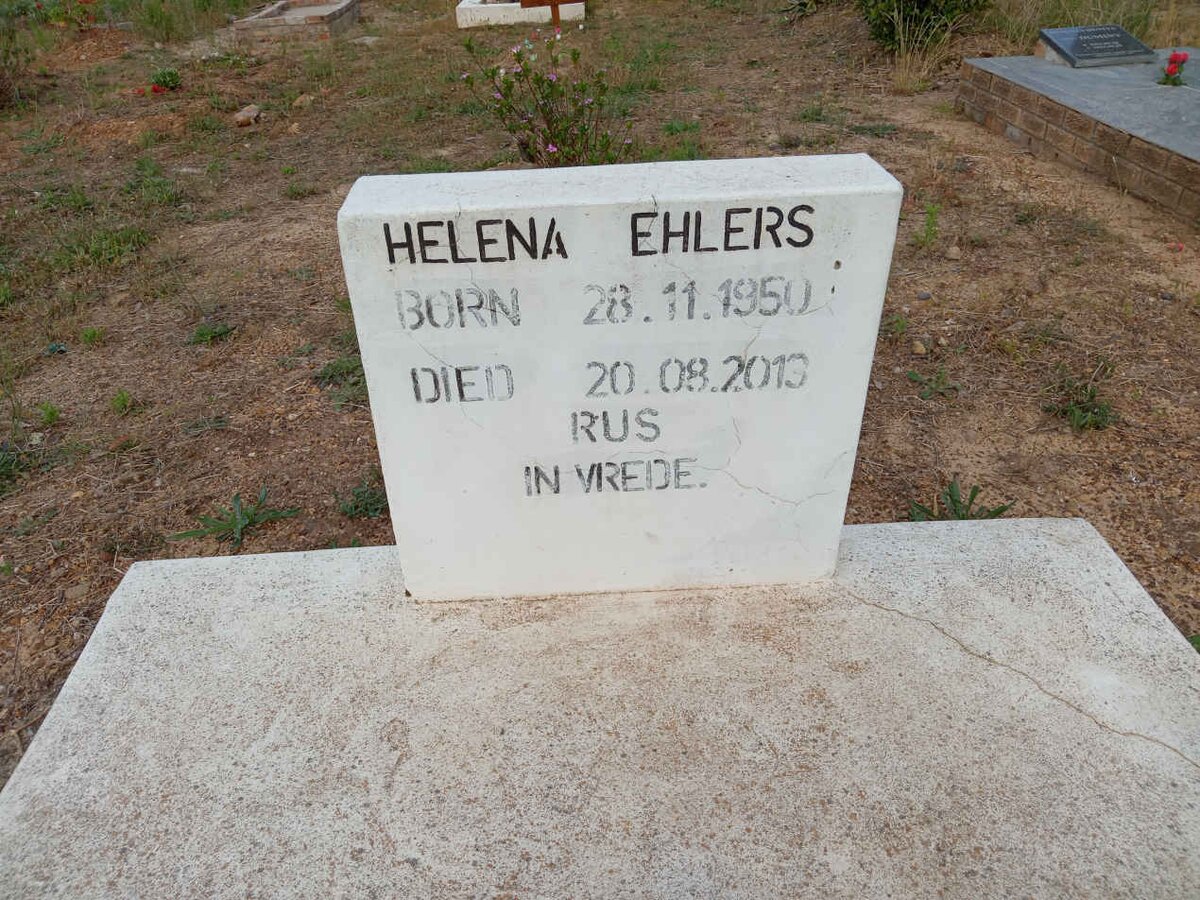 HELENA EHLERS
BORN 28.11.1950
DIED 20.08.2013
RUS
IN VREDE.